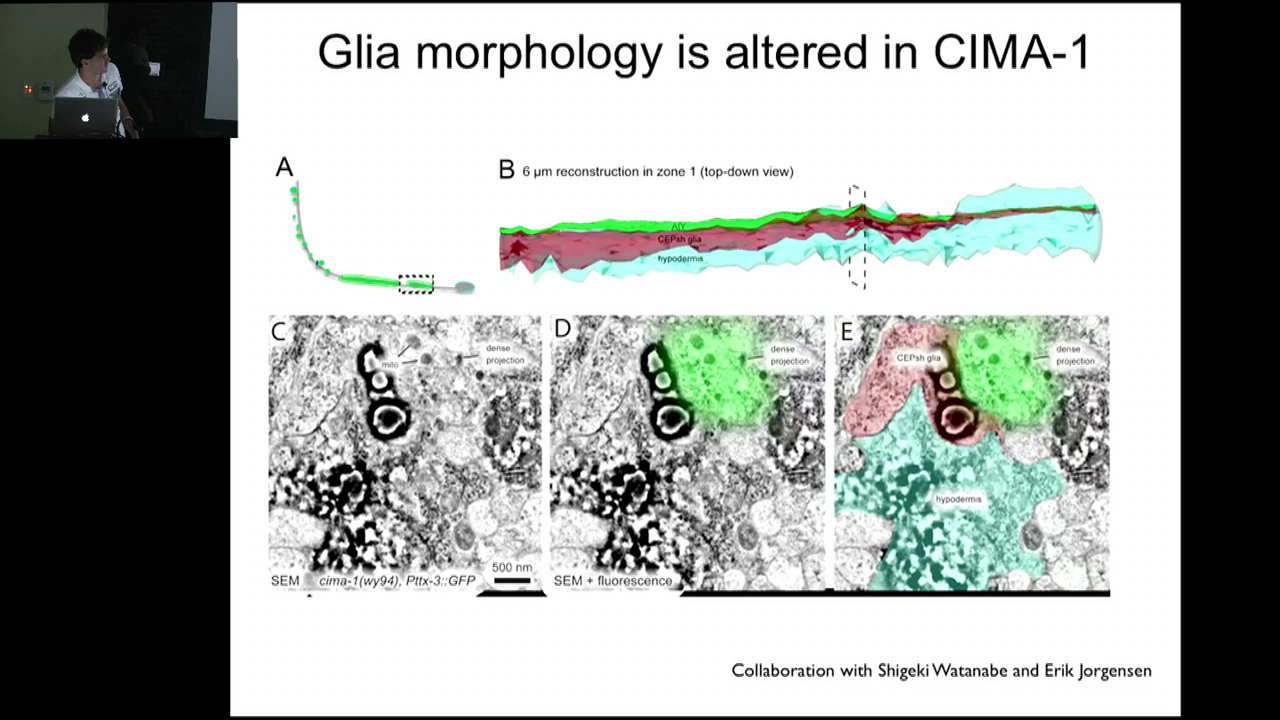 Glia morphology is altered in CIMA-1
A
B 6 µm reconstruction in zone 1 (top-down view)
AIY
CEPsh glia
hypodermis
C
mito
dense
projection
SEM cima-1(wy94), Pttx-3::GFP
500 nm
D
dense
projection
SEM + fluorescence
E
CEPsh glia
dense
projection
hypodermis
Collaboration with Shigeki Watanabe and Erik Jorgensen